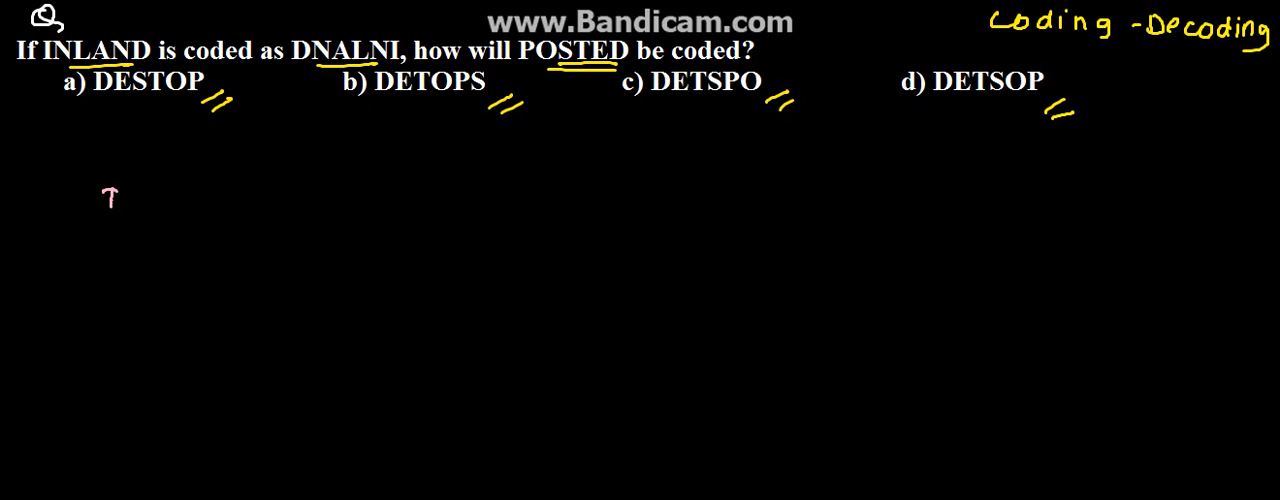 Q
www.Bandicam.com
Coding -Decoding
If INLAND is coded as DNALNI, how will POSTED be coded?
a) DESTOP b) DETOPS c) DETSPO d) DETSOP